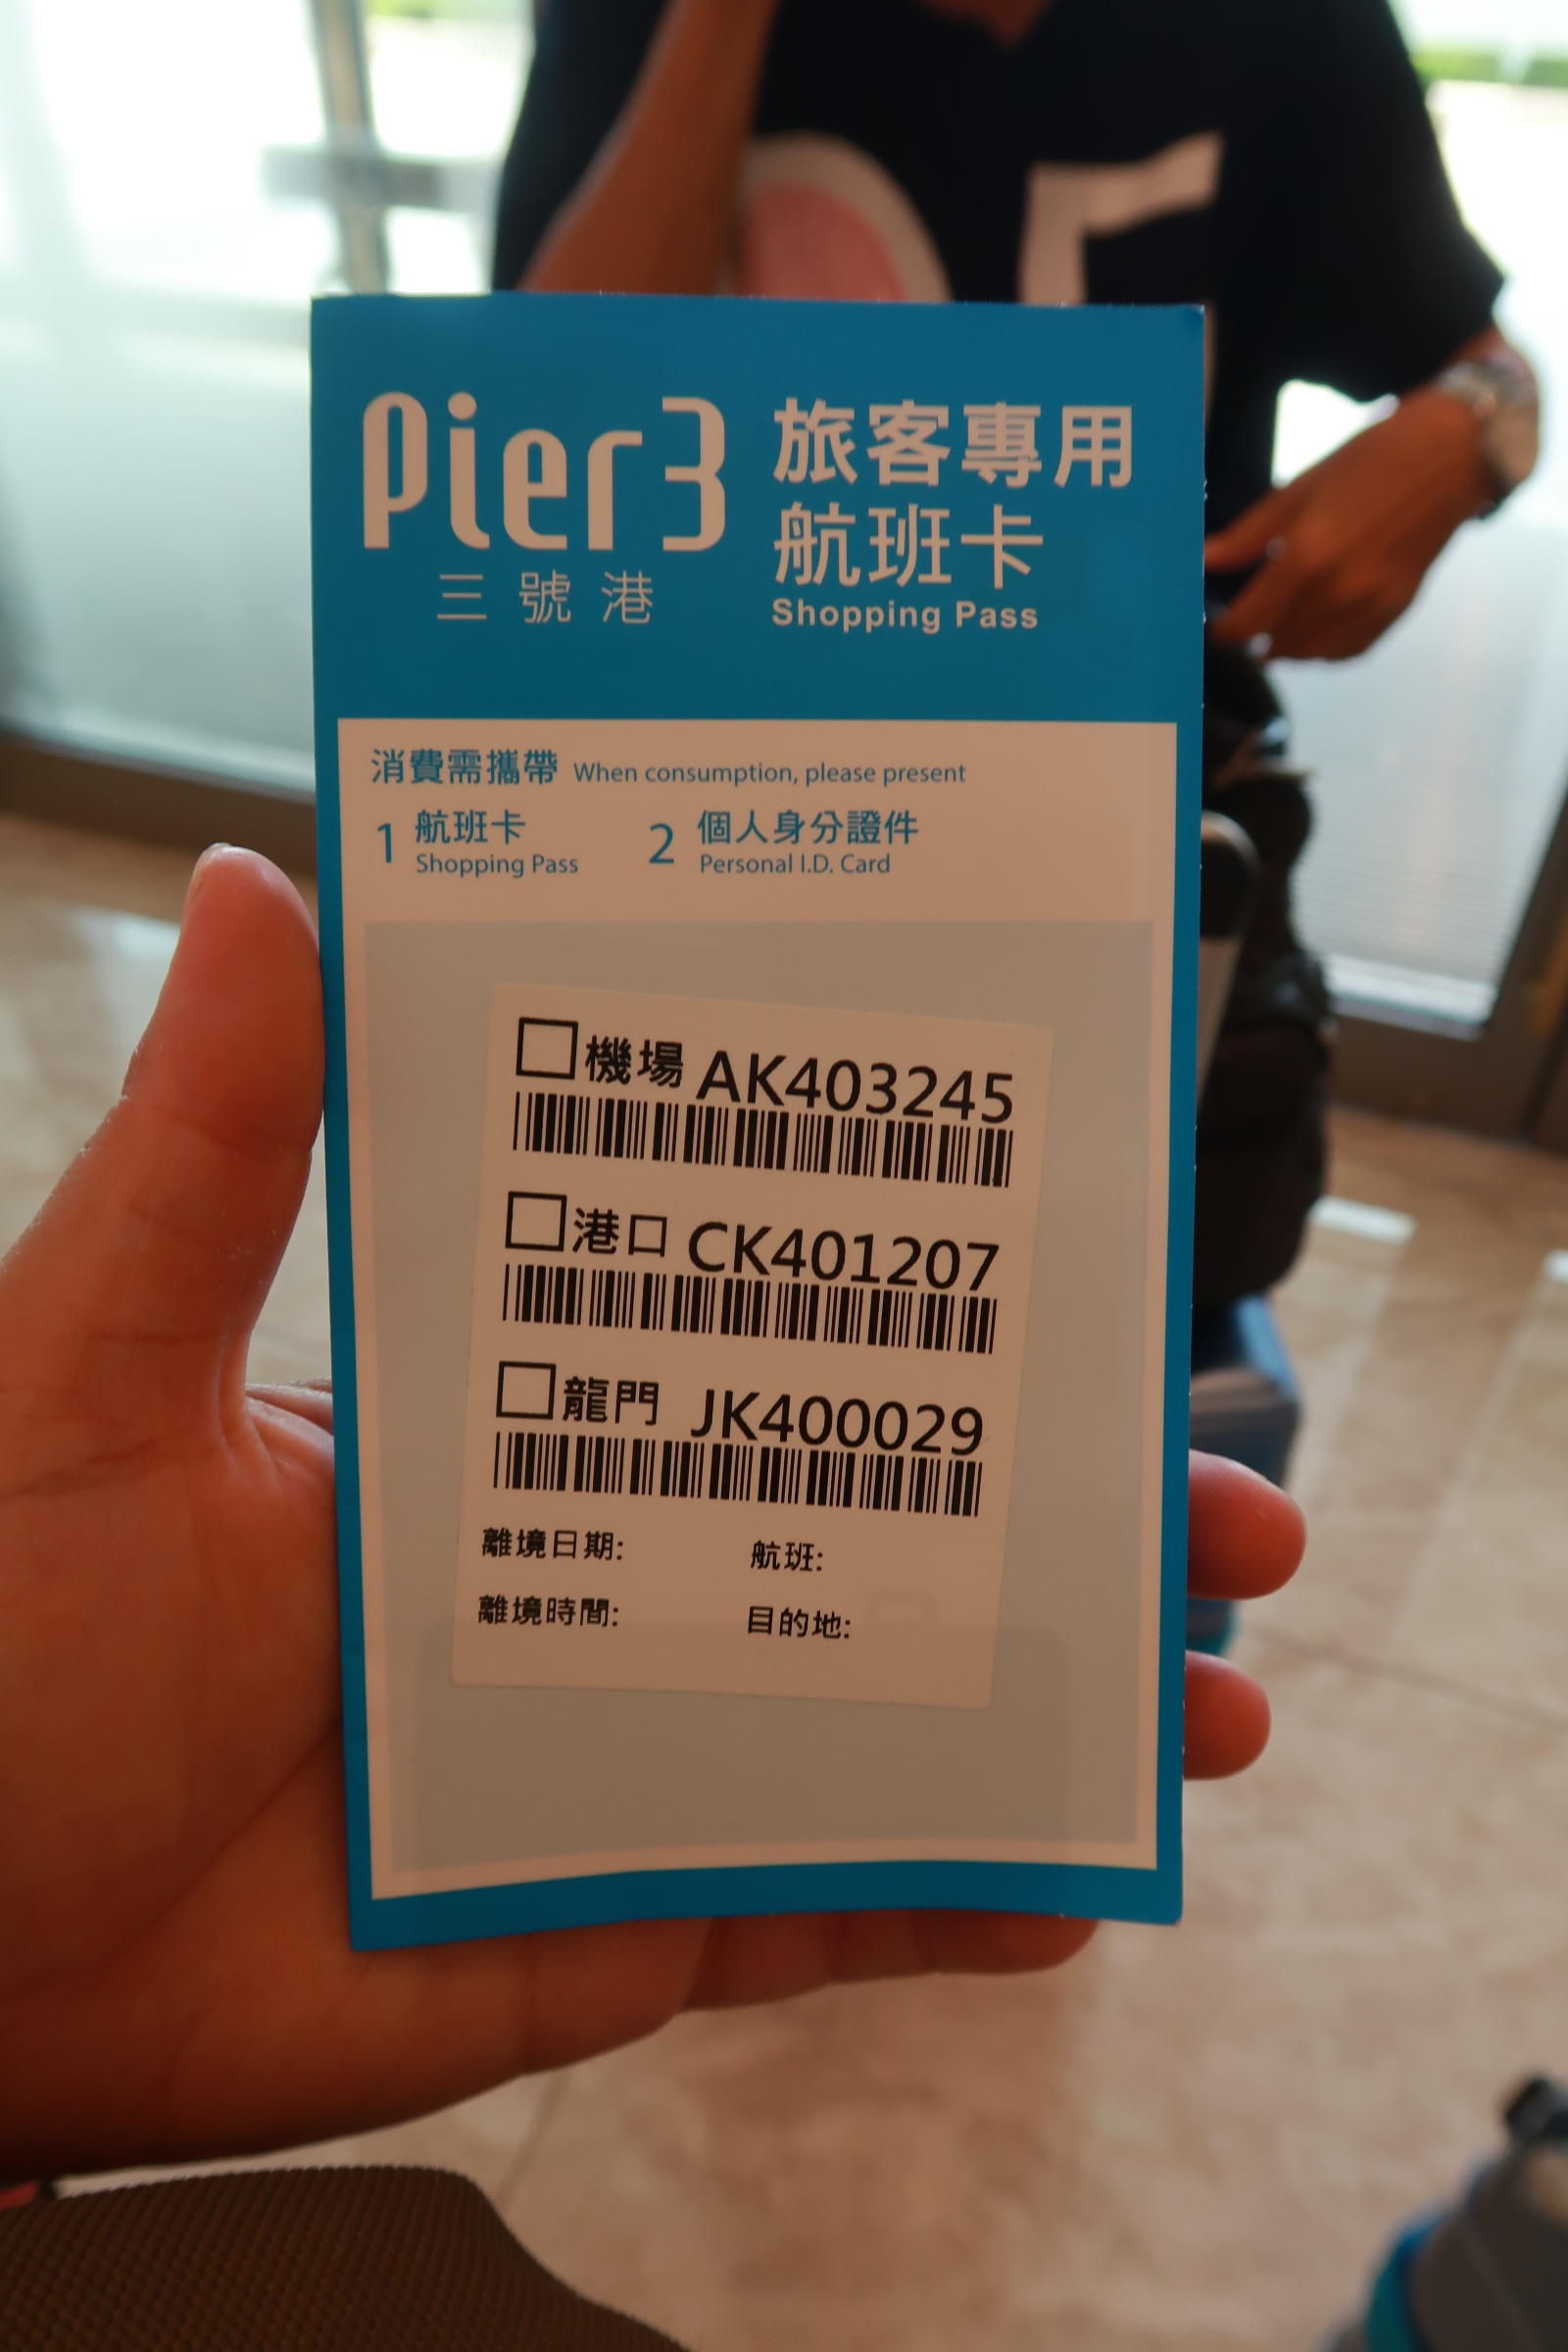 Pier3
三號港
旅客專用
航班卡
Shopping Pass
消費需攜帶 When consumption, please present
1 航班卡
Shopping Pass
2 個人身分證件
Personal I.D. Card
機場 AK403245
港口 CK401207
龍門 JK400029
離境日期: 航班:
離境時間: 目的地: